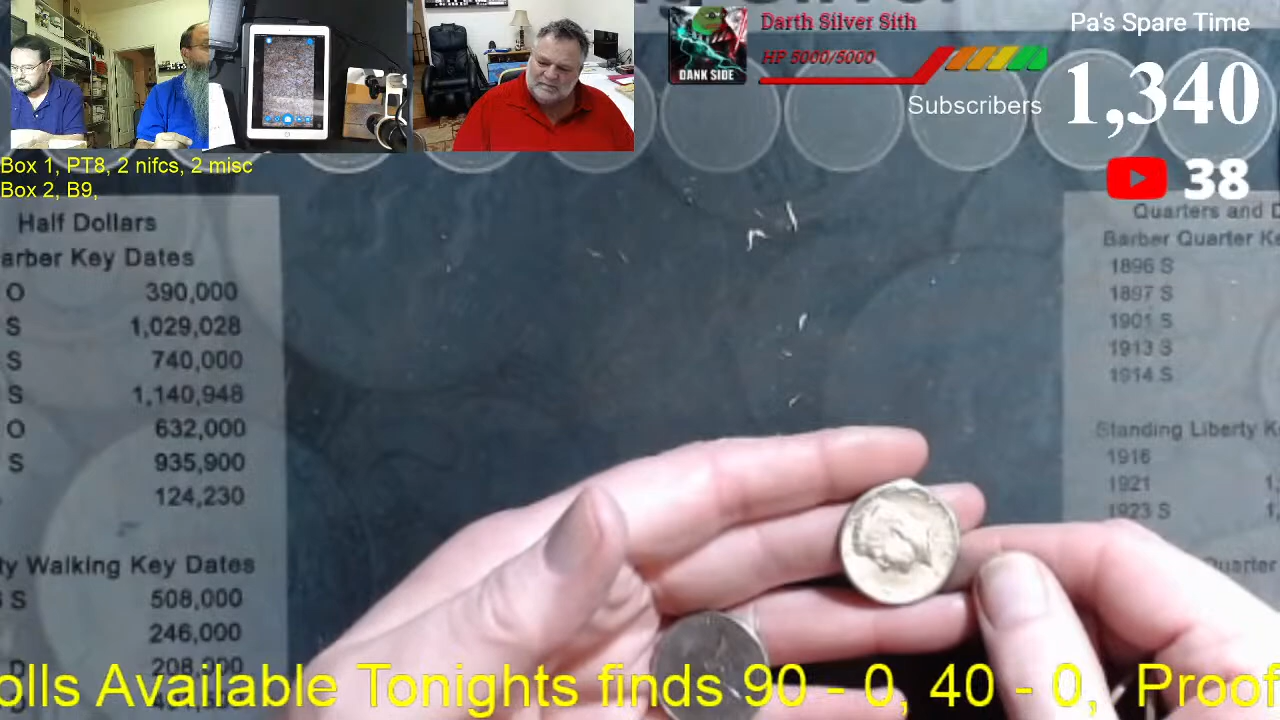 Darth Silver Sith
HP 5000/5000
DANK SIDE
Pa's Spare Time
Subscribers 1,340
38
Box 1, PT8, 2 nifcs, 2 misc
Box 2, B9,
Half Dollars
arber Key Dates
O 390,000
S 1,029,028
S 740,000
S 1,140,948
O 632,000
S 935,900
124,230
ty Walking Key Dates
S 508,000
246,000
D 208,000
Quarters and D
Barber Quarter Ke
1896 S
1897 S
1901 S
1913 S
1914 S
Standing Liberty K
1916
1921
1923 S
Quarter
olls Available Tonights finds 90 - 0, 40 - 0, Proof